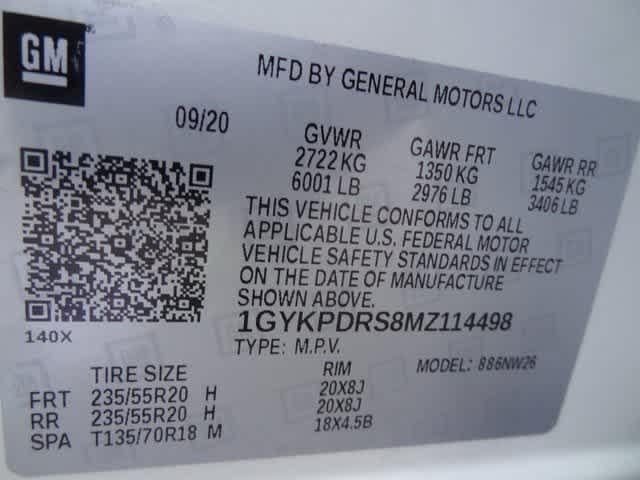 GM
MFD BY GENERAL MOTORS LLC
09/20
GVWR GAWR FRT GAWR RR
2722 KG 1350 KG 1545 KG
6001 LB 2976 LB 3406 LB
THIS VEHICLE CONFORMS TO ALL
APPLICABLE U.S. FEDERAL MOTOR
VEHICLE SAFETY STANDARDS IN EFFECT
ON THE DATE OF MANUFACTURE
SHOWN ABOVE.
140X
1GYKPDRS8MZ114498
TYPE: M.P.V. MODEL: 886NW26
TIRE SIZE RIM
FRT 235/55R20 H 20X8J
RR 235/55R20 H 20X8J
SPA T135/70R18 M 18X4.5B